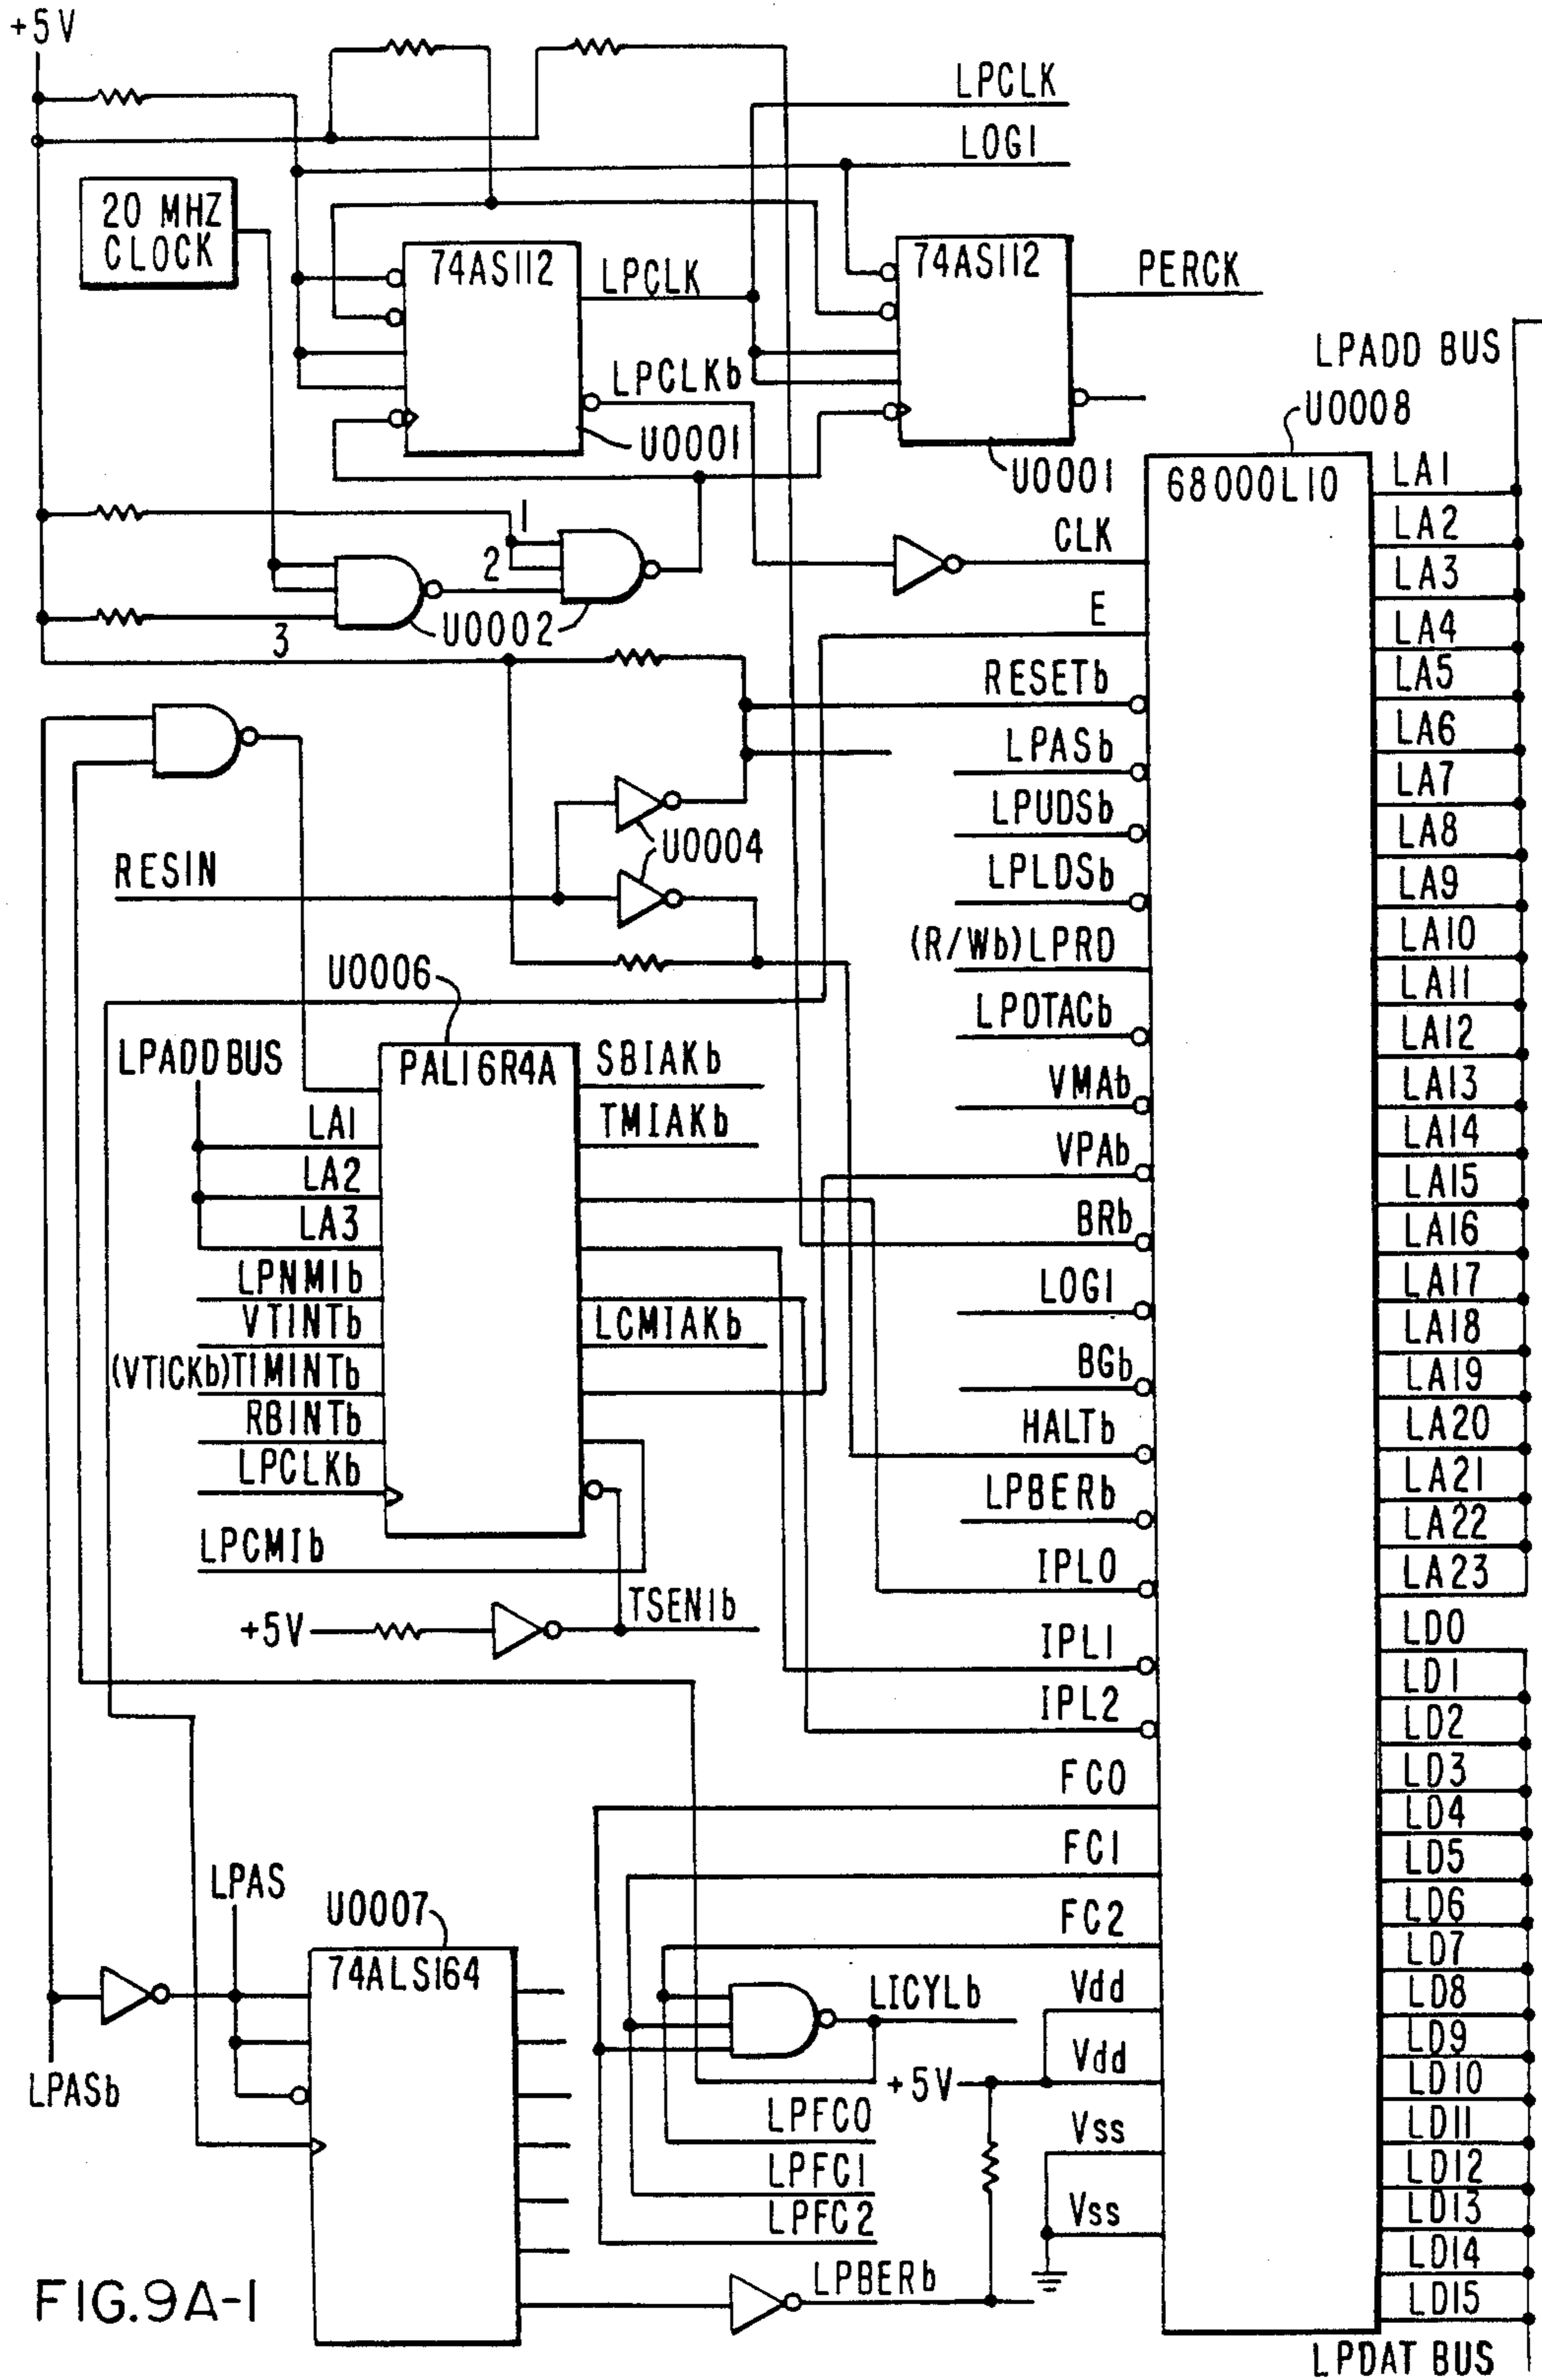 +5V
LPCLK
LOG1
20 MHZ
CLOCK
74AS112
LPCLK
LPCLKb
U0001
74AS112
PERCK
U0001
LPADD BUS
U0008
68000L10
1
2
3
U0002
CLK
E
RESETb
LPASb
LPUDSb
LPLDSb
(R/Wb)LPRD
LPDTACb
VMAb
VPAb
BRb
LOG1
BGb
HALTb
LPBERb
IPL0
IPL1
IPL2
FC0
FC1
FC2
Vdd
Vdd
Vss
Vss
LA1
LA2
LA3
LA4
LA5
LA6
LA7
LA8
LA9
LA10
LA11
LA12
LA13
LA14
LA15
LA16
LA17
LA18
LA19
LA20
LA21
LA22
LA23
LD0
LD1
LD2
LD3
LD4
LD5
LD6
LD7
LD8
LD9
LD10
LD11
LD12
LD13
LD14
LD15
LPDAT BUS
U0004
RESIN
U0006
LPADD BUS
PAL16R4A
SBIAKb
TMIAKb
LA1
LA2
LA3
LPNMIb
VTINTb
(VTICKb)TIMINTb
RBINTb
LPCLKb
LPCMIb
LCMIAKb
+5V
TSEN1b
LPAS
U0007
74ALS164
LPASb
LICYLb
+5V
LPFC0
LPFC1
LPFC2
LPBERb
FIG.9A-1